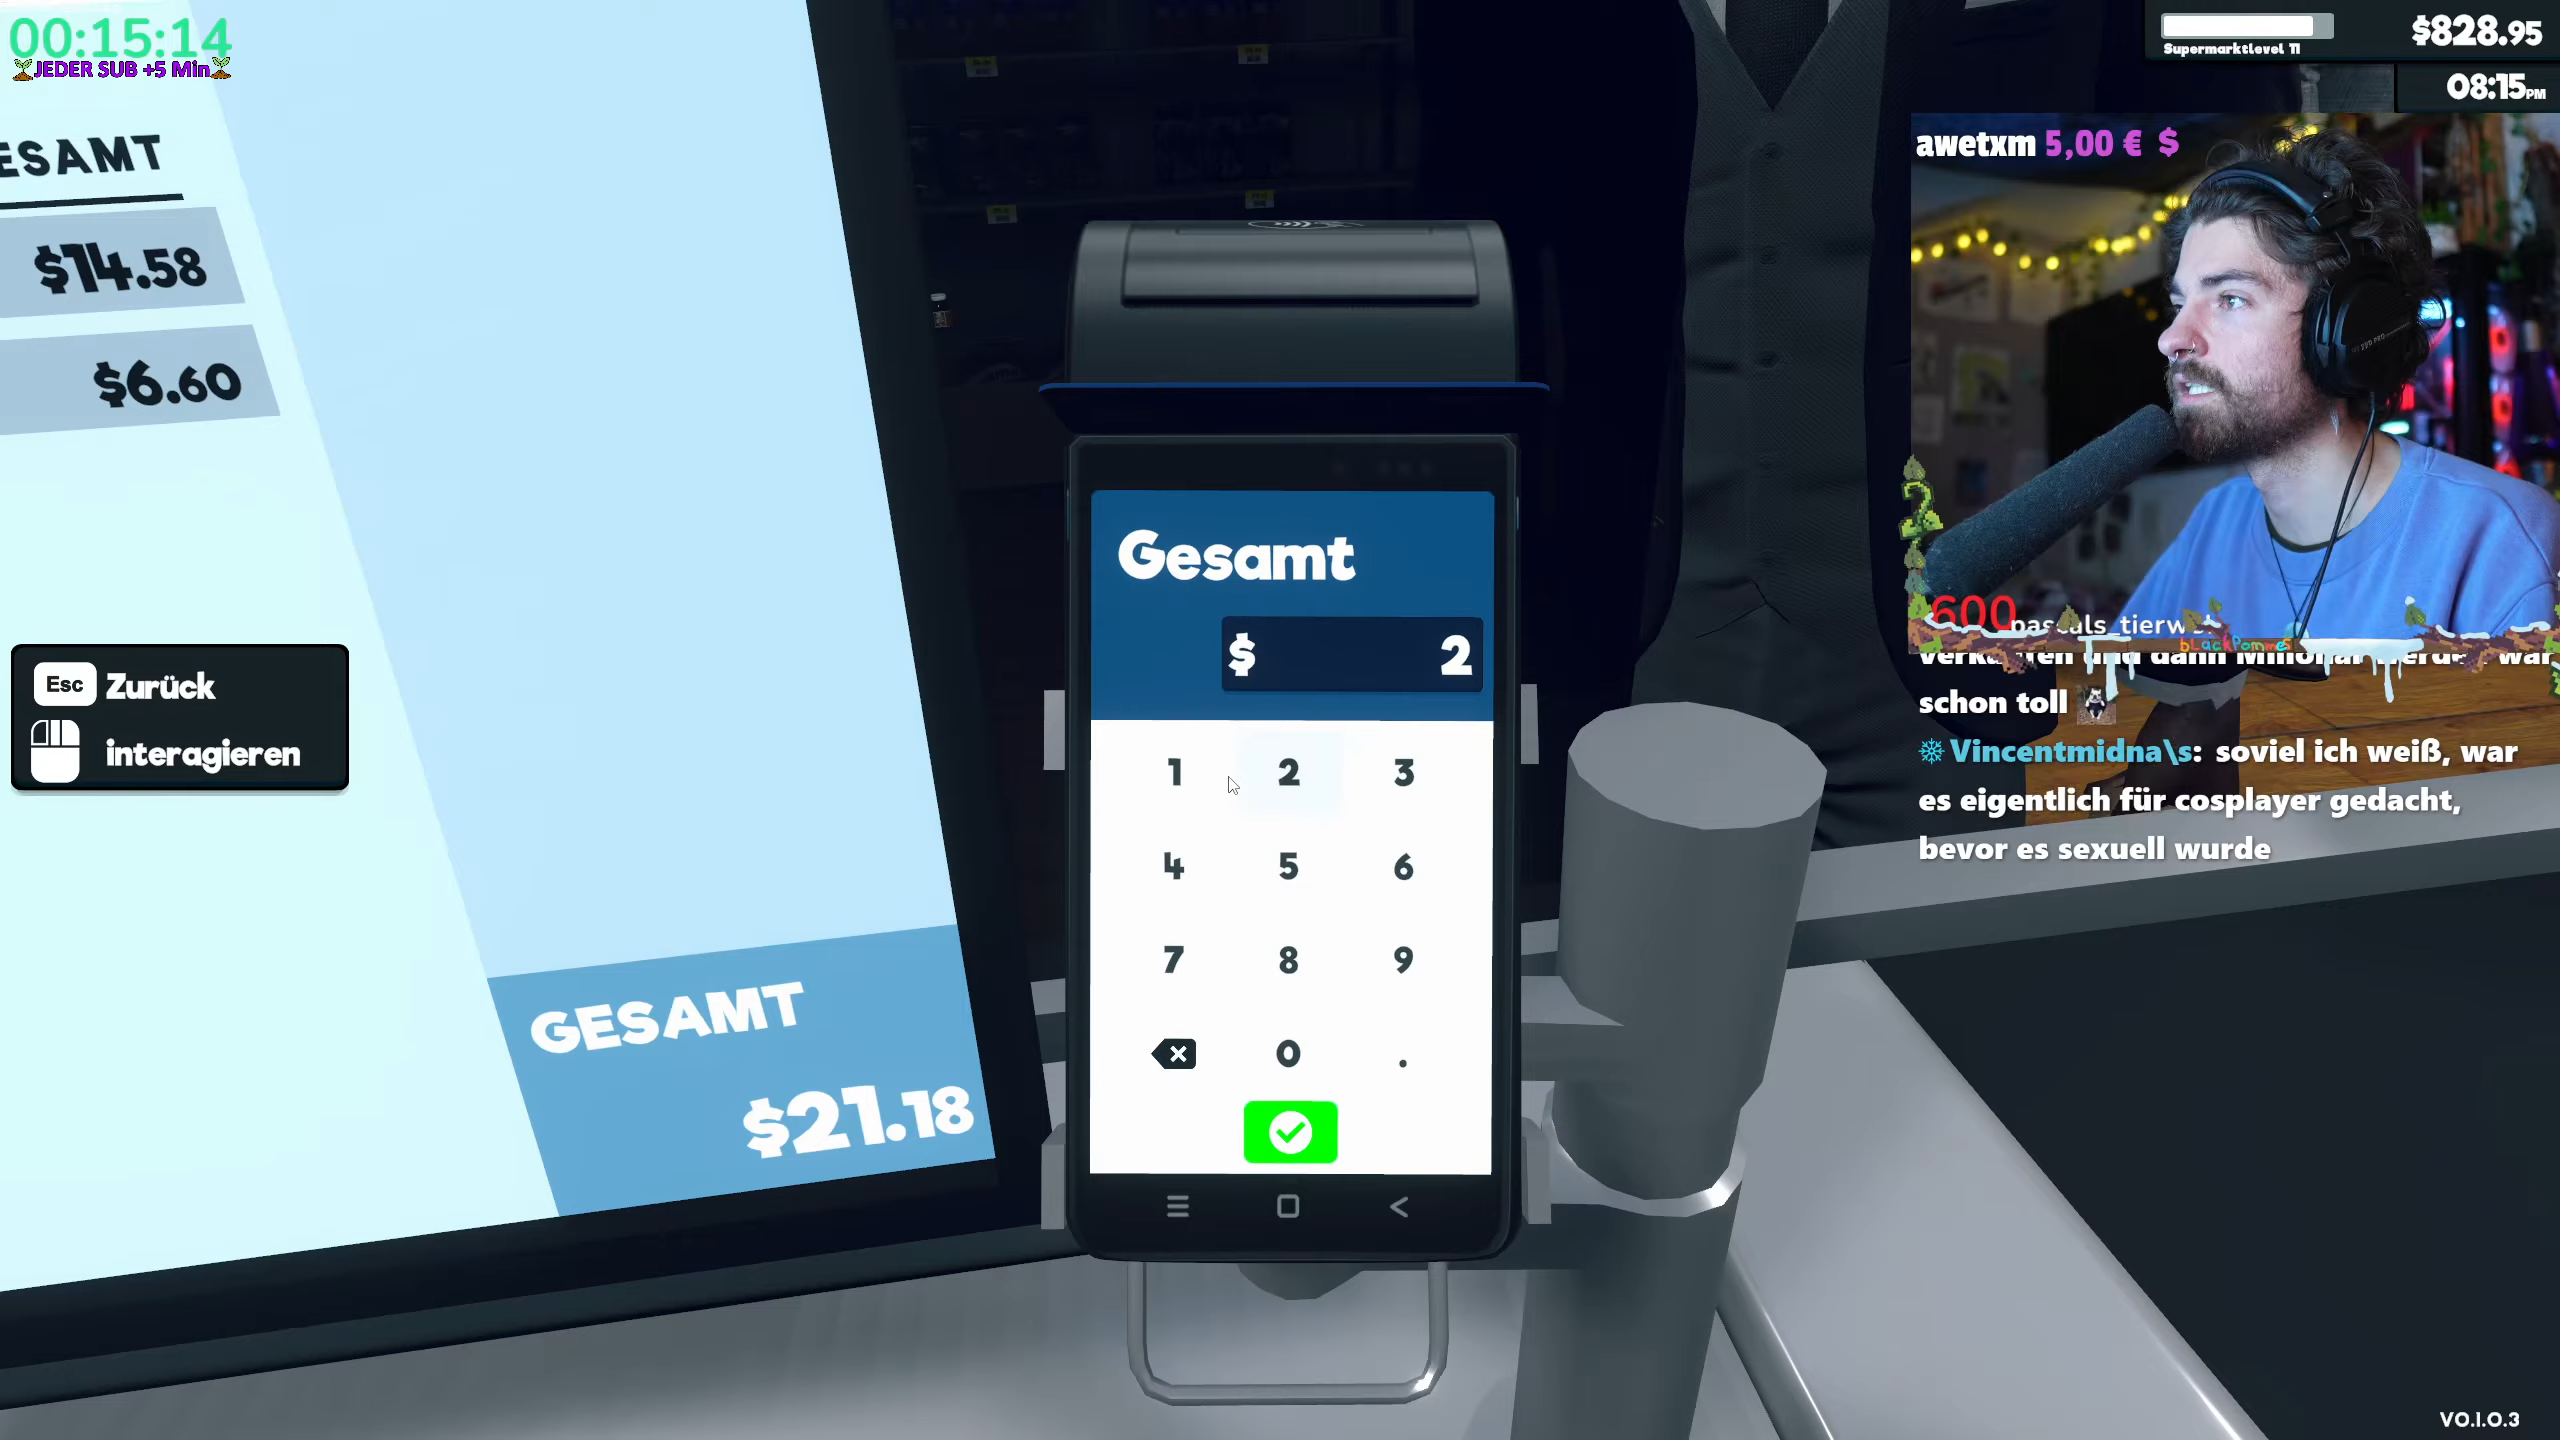 00:15:14
JEDER SUB +5 Min
ESAMT
$14.58
$6.60
Esc Zurück
interagieren
GESAMT
$21.18
Gesamt
$ 2
1 2 3
4 5 6
7 8 9
0 .
$828.95
Supermarktlevel 11
08:15PM
awetxm 5,00 € $
600
blackPommes
schon toll
Vincentmidna\s: soviel ich weiß, war
es eigentlich für cosplayer gedacht,
bevor es sexuell wurde
V0.1.0.3